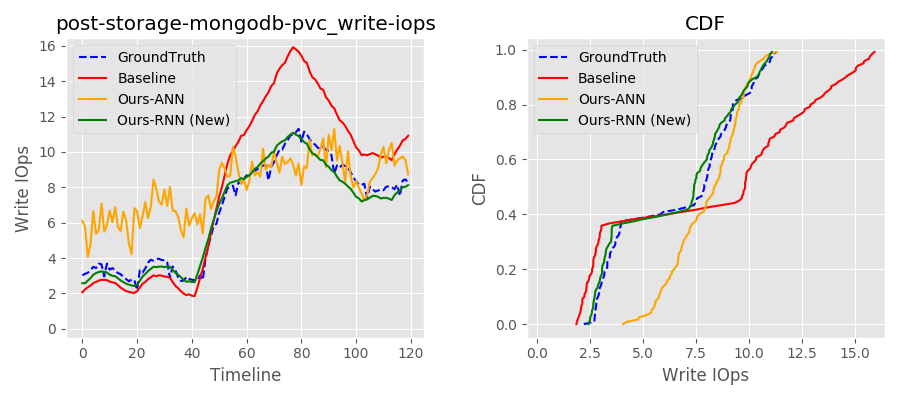 post-storage-mongodb-pvc_write-iops
GroundTruth
Baseline
Ours-ANN
Ours-RNN (New)
Write IOps
16
14
12
10
8
6
4
2
0
0
20
40
60
80
100
120
Timeline
CDF
GroundTruth
Baseline
Ours-ANN
Ours-RNN (New)
CDF
1.0
0.8
0.6
0.4
0.2
0.0
0.0
2.5
5.0
7.5
10.0
12.5
15.0
Write IOps